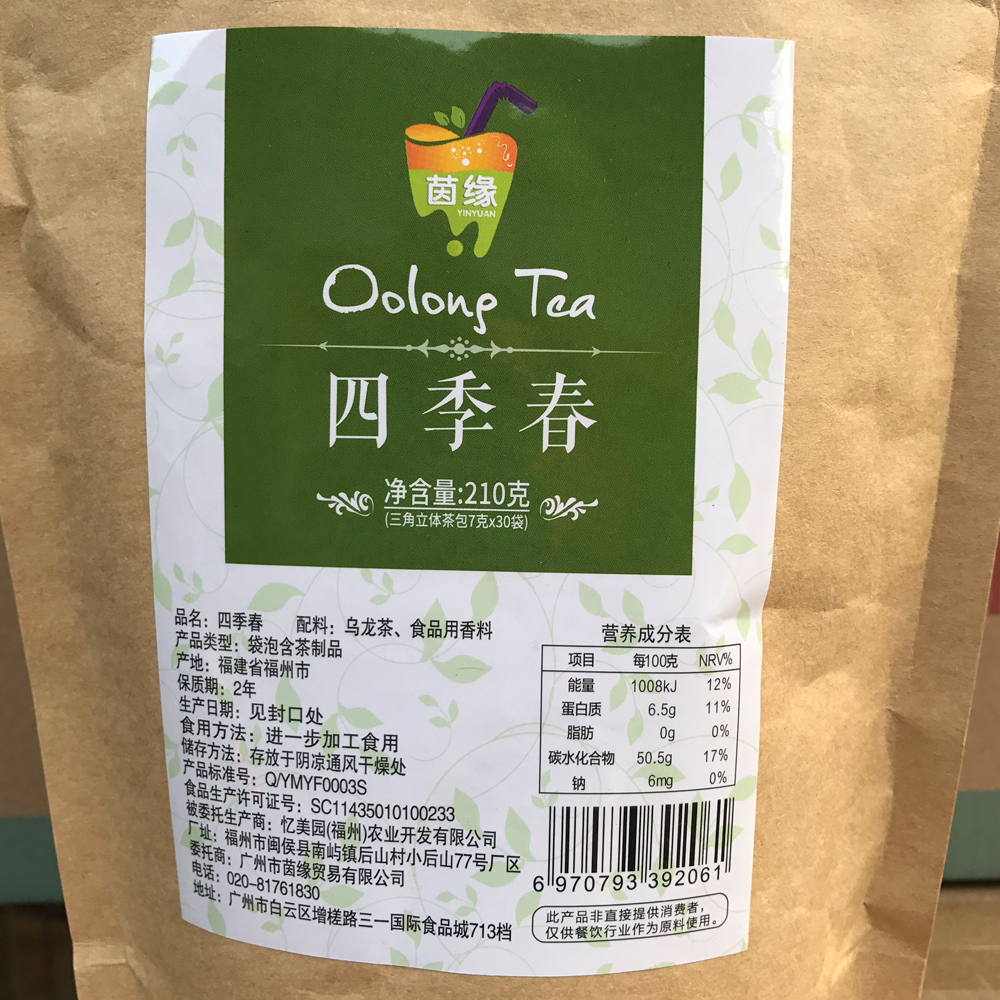 茵缘
YINYUAN
Oolong Tea
四季春
净含量:210克
(三角立体茶包7克x30袋)
品名：四季春 配料：乌龙茶、食品用香料
产品类型：袋泡含茶制品
产地：福建省福州市
保质期：2年
生产日期：见封口处
食用方法：进一步加工食用
储存方法：存放于阴凉通风干燥处
产品标准号：Q/YMYF0003S
食品生产许可证号：SC11435010100233
被委托生产商：忆美园(福州)农业开发有限公司
厂址：福州市闽侯县南屿镇后山村小后山77号厂区
委托商：广州市茵缘贸易有限公司
电话：020-81761830
地址：广州市白云区增槎路三一国际食品城713档
营养成分表
项目 每100克 NRV%
能量 1008kJ 12%
蛋白质 6.5g 11%
脂肪 0g 0%
碳水化合物 50.5g 17%
钠 6mg 0%
6 970793 392061
此产品非直接提供消费者，
仅供餐饮行业作为原料使用。